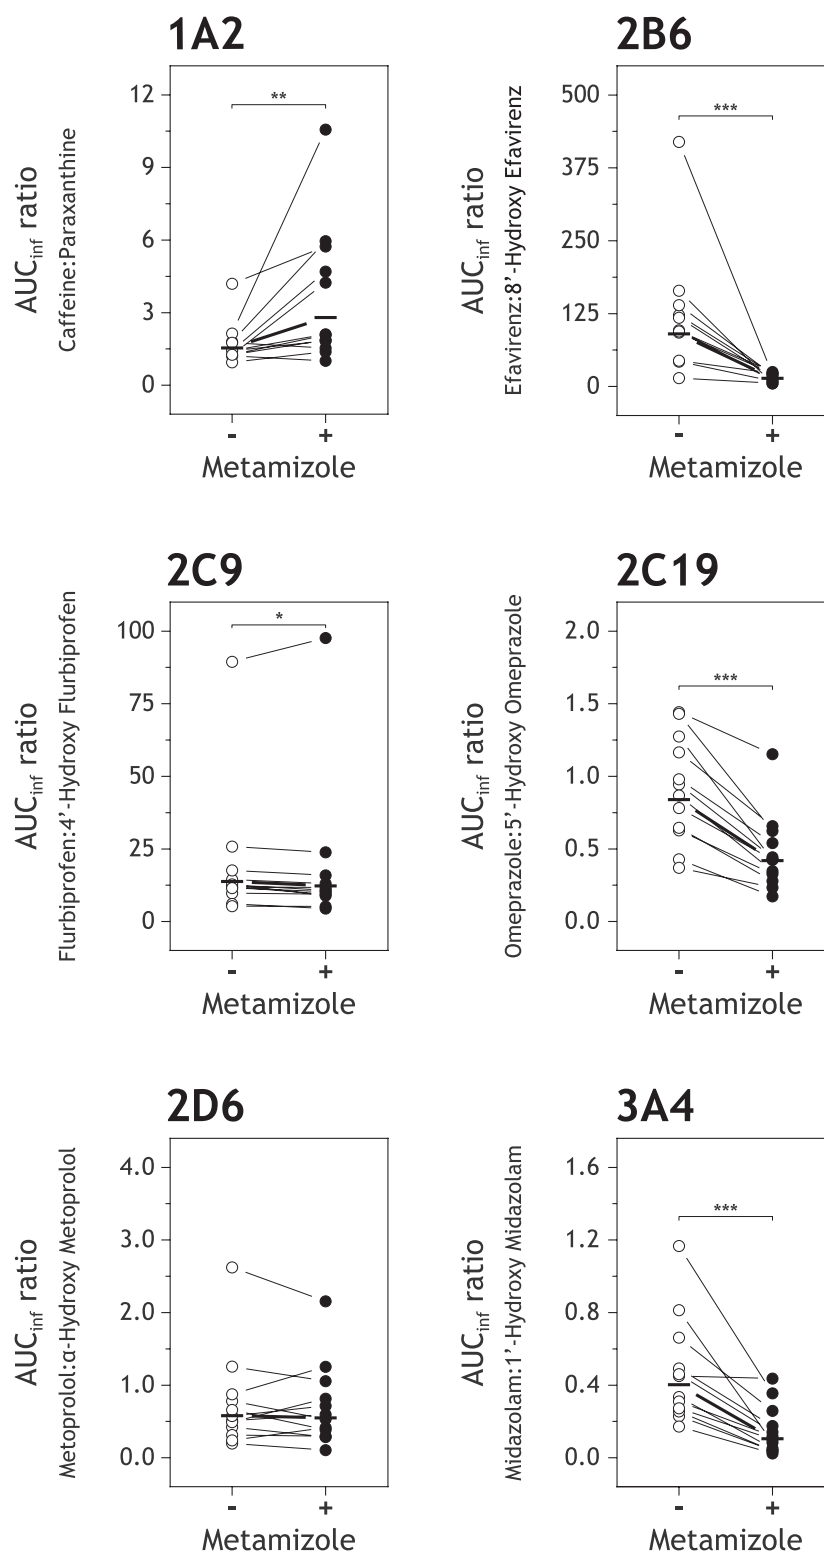 1A2
AUCinf ratio
Caffeine:Paraxanthine
12
9
6
3
0
**
-
+
Metamizole
2B6
AUCinf ratio
Efavirenz:8’-Hydroxy Efavirenz
500
375
250
125
0
***
-
+
Metamizole
2C9
AUCinf ratio
Flurbiprofen:4’-Hydroxy Flurbiprofen
100
75
50
25
0
*
-
+
Metamizole
2C19
AUCinf ratio
Omeprazole:5’-Hydroxy Omeprazole
2.0
1.5
1.0
0.5
0.0
***
-
+
Metamizole
2D6
AUCinf ratio
Metoprolol:α-Hydroxy Metoprolol
4.0
3.0
2.0
1.0
0.0
-
+
Metamizole
3A4
AUCinf ratio
Midazolam:1’-Hydroxy Midazolam
1.6
1.2
0.8
0.4
0.0
***
-
+
Metamizole